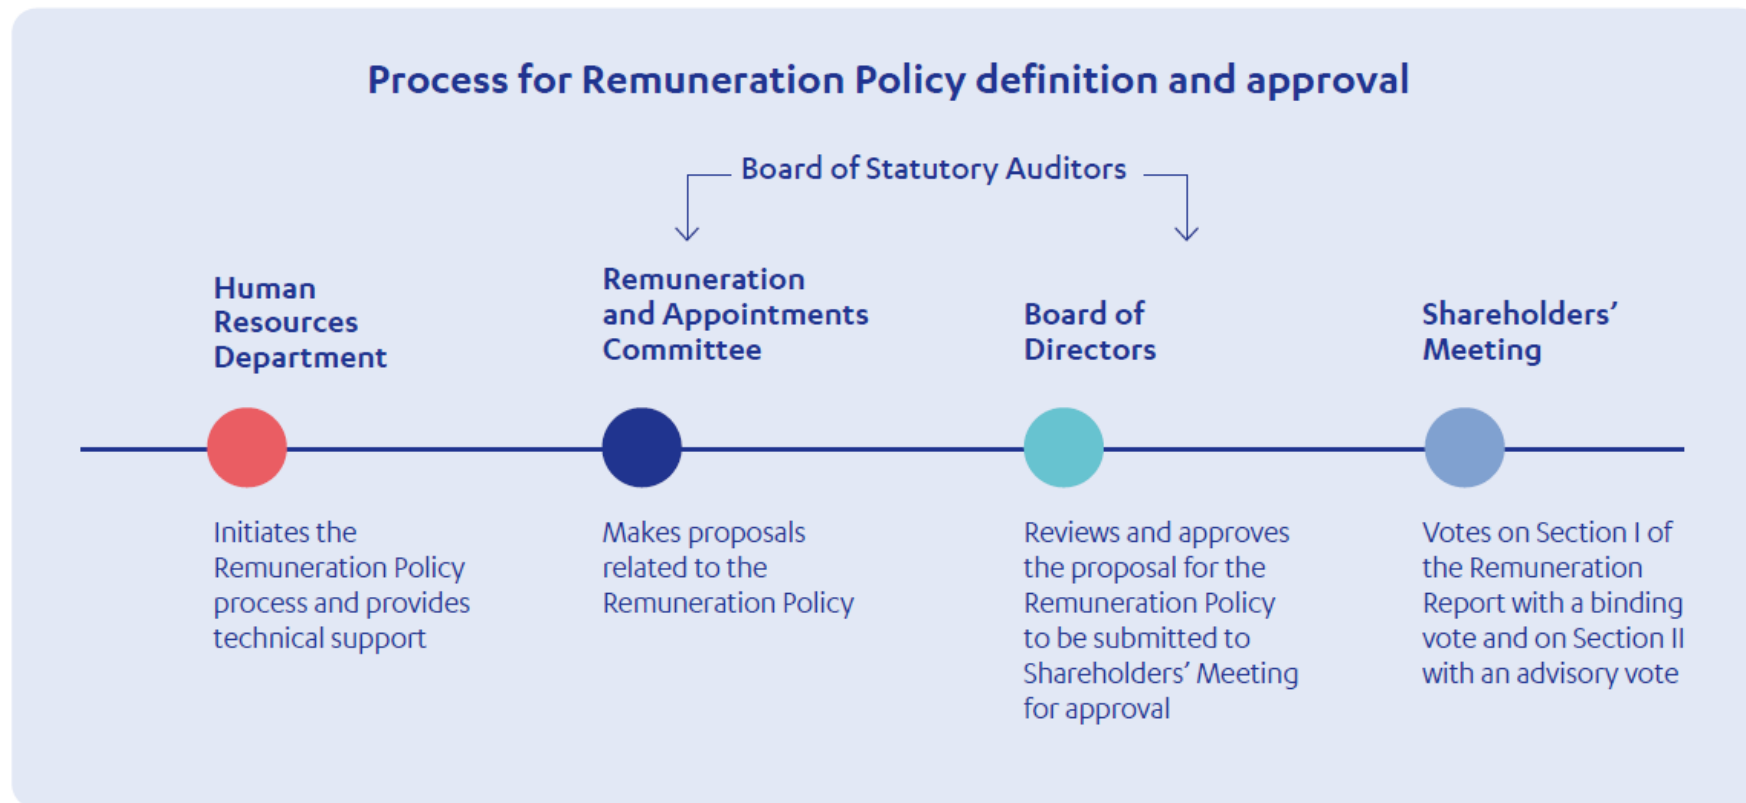 Process for Remuneration Policy definition and approval
Board of Statutory Auditors
Human
Resources
Department
Remuneration
and Appointments
Committee
Board of
Directors
Shareholders’
Meeting
Initiates the
Remuneration Policy
process and provides
technical support
Makes proposals
related to the
Remuneration Policy
Reviews and approves
the proposal for the
Remuneration Policy
to be submitted to
Shareholders’ Meeting
for approval
Votes on Section I of
the Remuneration
Report with a binding
vote and on Section II
with an advisory vote